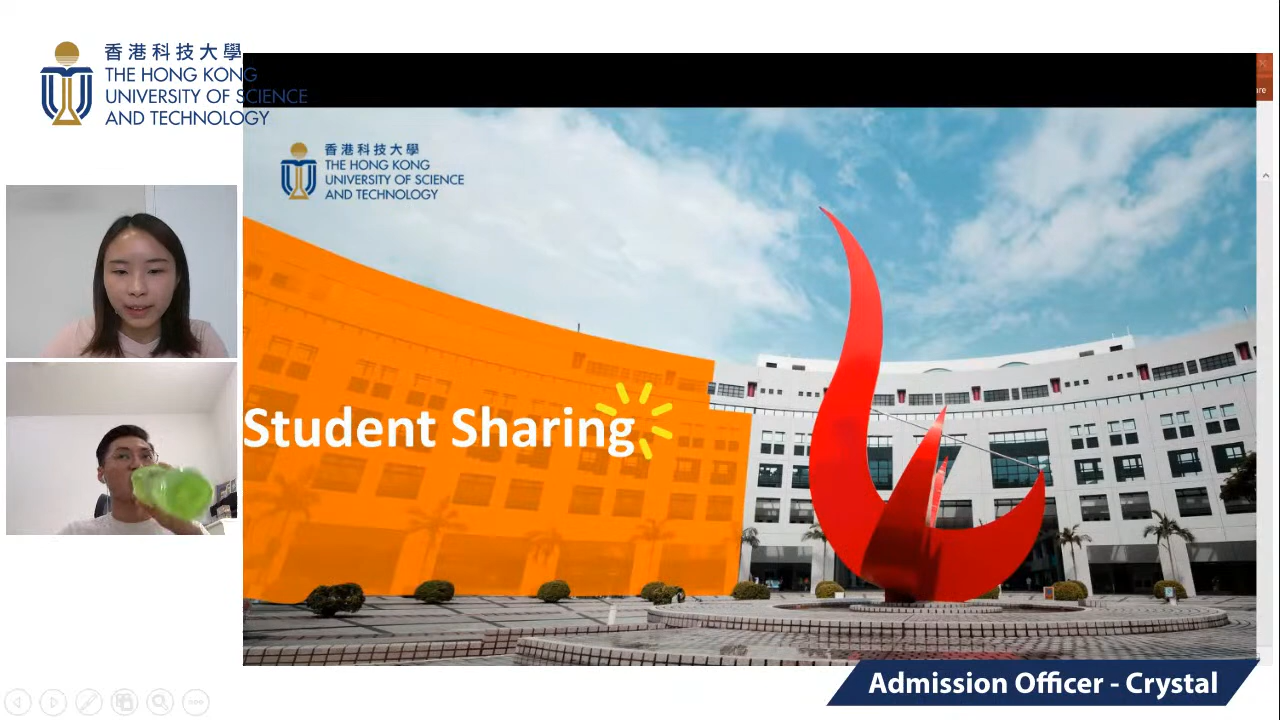 香港科技大學
THE HONG KONG
UNIVERSITY OF SCIENCE
AND TECHNOLOGY
are
香港科技大學
THE HONG KONG
UNIVERSITY OF SCIENCE
AND TECHNOLOGY
Student Sharing
Admission Officer - Crystal